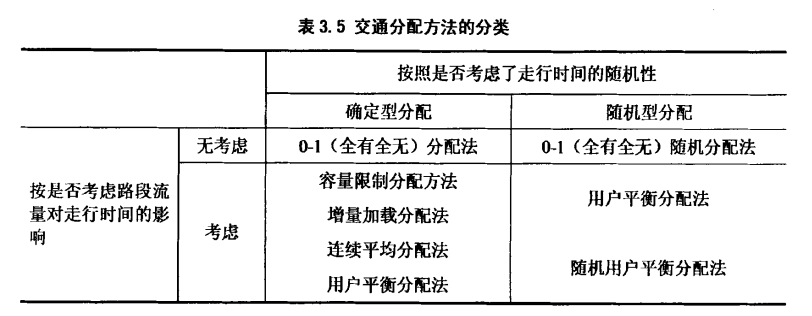 表3.5 交通分配方法的分类
按照是否考虑了走行时间的随机性
确定型分配
随机型分配
按是否考虑路段流
量对走行时间的影
响
无考虑
0-1（全有全无）分配法
0-1（全有全无）随机分配法
考虑
容量限制分配方法
增量加载分配法
连续平均分配法
用户平衡分配法
用户平衡分配法
随机用户平衡分配法